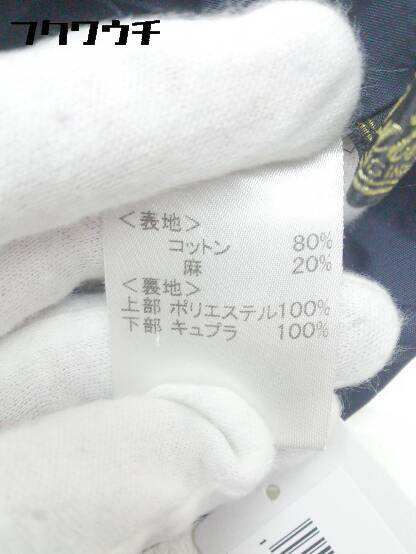 フクワウチ
<表地>
コットン 80%
麻 20%
<裏地>
上部 ポリエステル100%
下部 キュプラ 100%